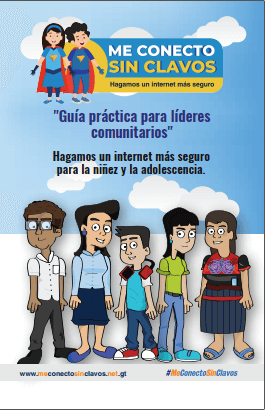 ME CONECTO
SIN CLAVOS
Hagamos un internet más seguro
"Guía práctica para líderes
comunitarios"
Hagamos un internet más seguro
para la niñez y la adolescencia.
www.meconectosinclavos.net.gt
#MeConectoSinClavos